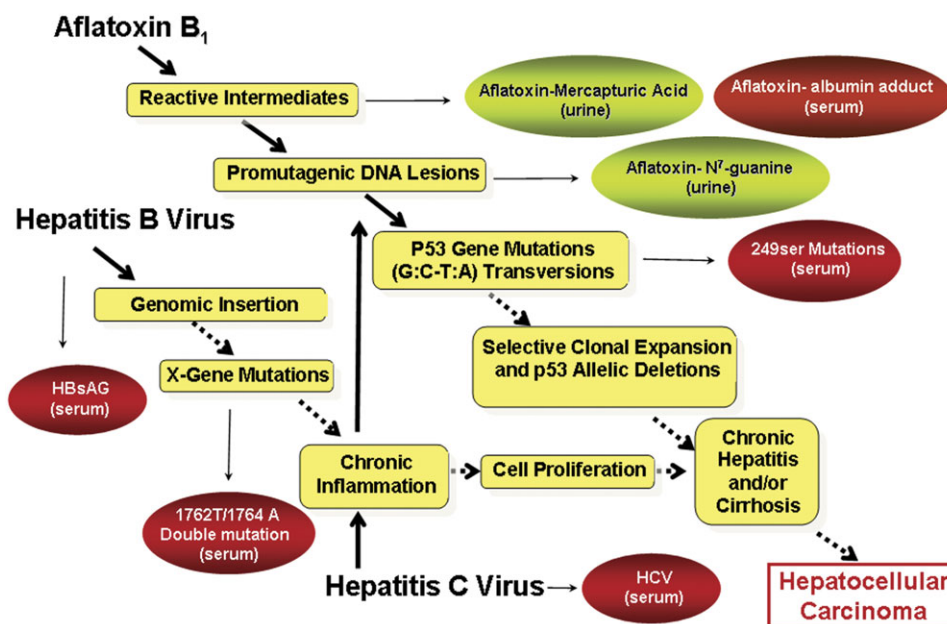 Aflatoxin B₁
Reactive Intermediates
Aflatoxin-Mercapturic Acid
(urine)
Aflatoxin- albumin adduct
(serum)
Promutagenic DNA Lesions
Aflatoxin- N⁷-guanine
(urine)
Hepatitis B Virus
P53 Gene Mutations
(G:C-T:A) Transversions
249ser Mutations
(serum)
Genomic Insertion
Selective Clonal Expansion
and p53 Allelic Deletions
X-Gene Mutations
HBsAG
(serum)
Chronic
Inflammation
Cell Proliferation
Chronic
Hepatitis
and/or
Cirrhosis
1762T/1764 A
Double mutation
(serum)
Hepatitis C Virus
HCV
(serum)
Hepatocellular
Carcinoma